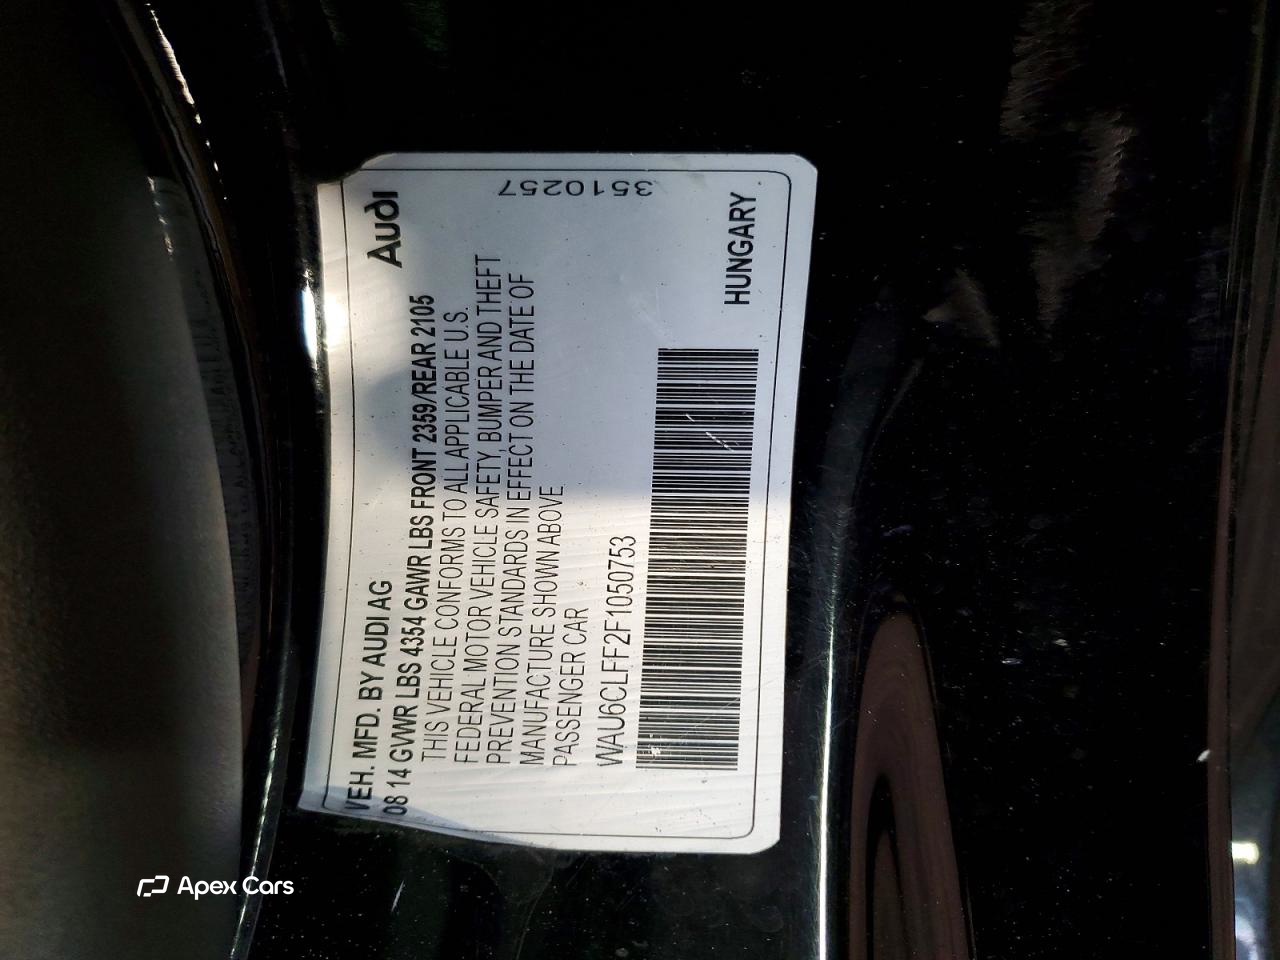 VEH. MFD. BY AUDI AG
Audi
08 14 GVWR LBS 4354 GAWR LBS FRONT 2359/REAR 2105
THIS VEHICLE CONFORMS TO ALL APPLICABLE U.S.
FEDERAL MOTOR VEHICLE SAFETY, BUMPER AND THEFT
PREVENTION STANDARDS IN EFFECT ON THE DATE OF
MANUFACTURE SHOWN ABOVE
PASSENGER CAR
3510257
WAU6CLFF2F1050753
HUNGARY
Apex Cars